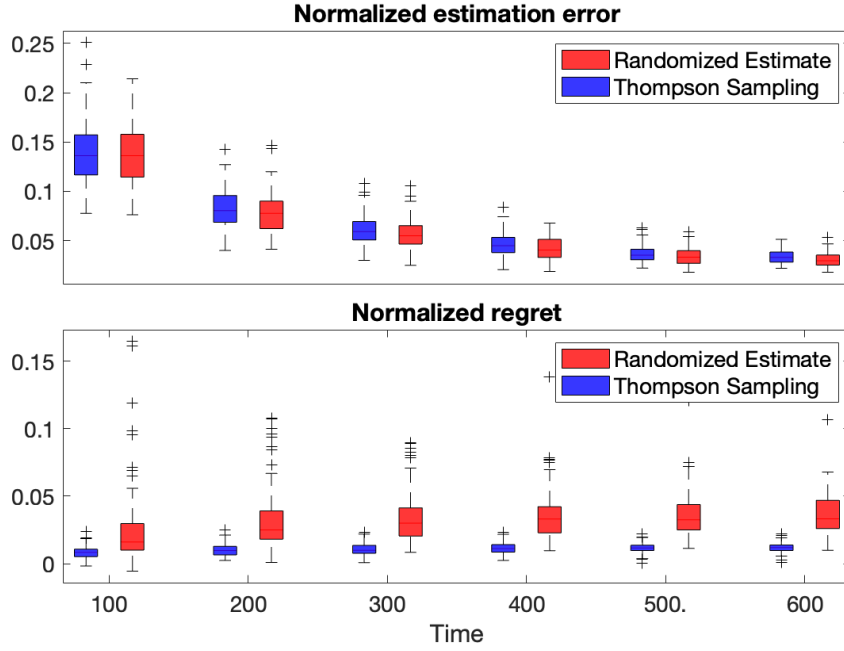 Normalized estimation error
0.25
0.2
0.15
0.1
0.05
Randomized Estimate
Thompson Sampling
Normalized regret
0.15
0.1
0.05
0
Randomized Estimate
Thompson Sampling
100 200 300 400 500. 600
Time